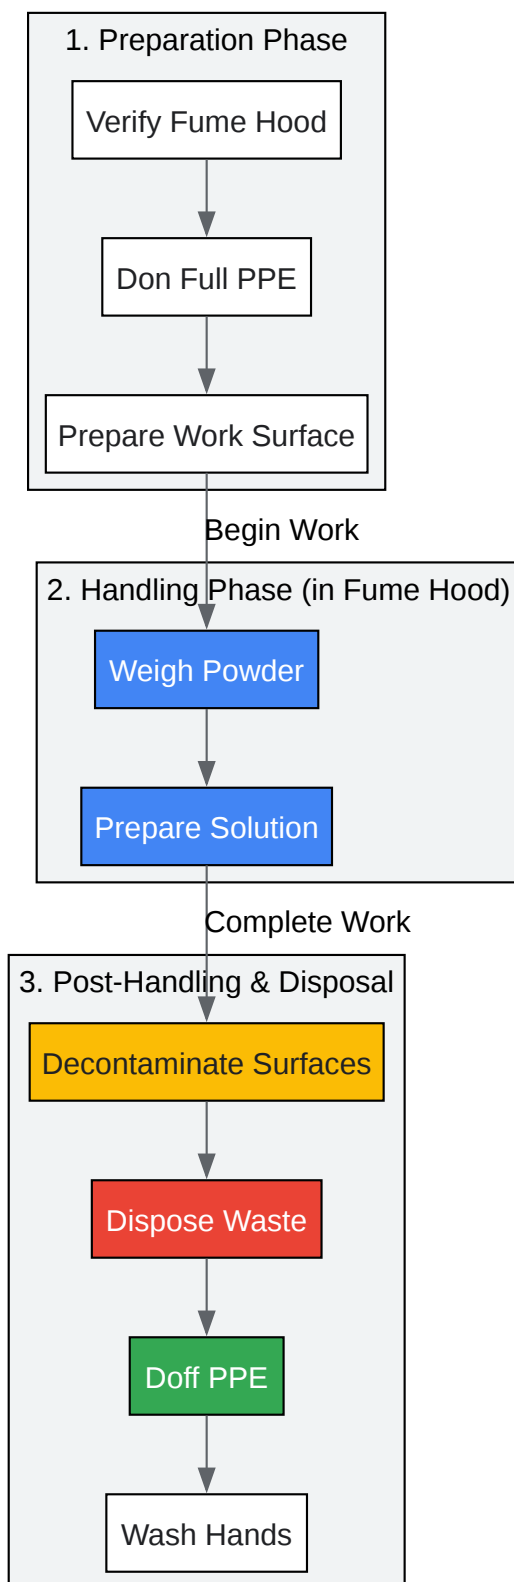 1. Preparation Phase
Verify Fume Hood
Don Full PPE
Prepare Work Surface
Begin Work
2. Handling Phase (in Fume Hood)
Weigh Powder
Prepare Solution
Complete Work
3. Post-Handling & Disposal
Decontaminate Surfaces
Dispose Waste
Doff PPE
Wash Hands